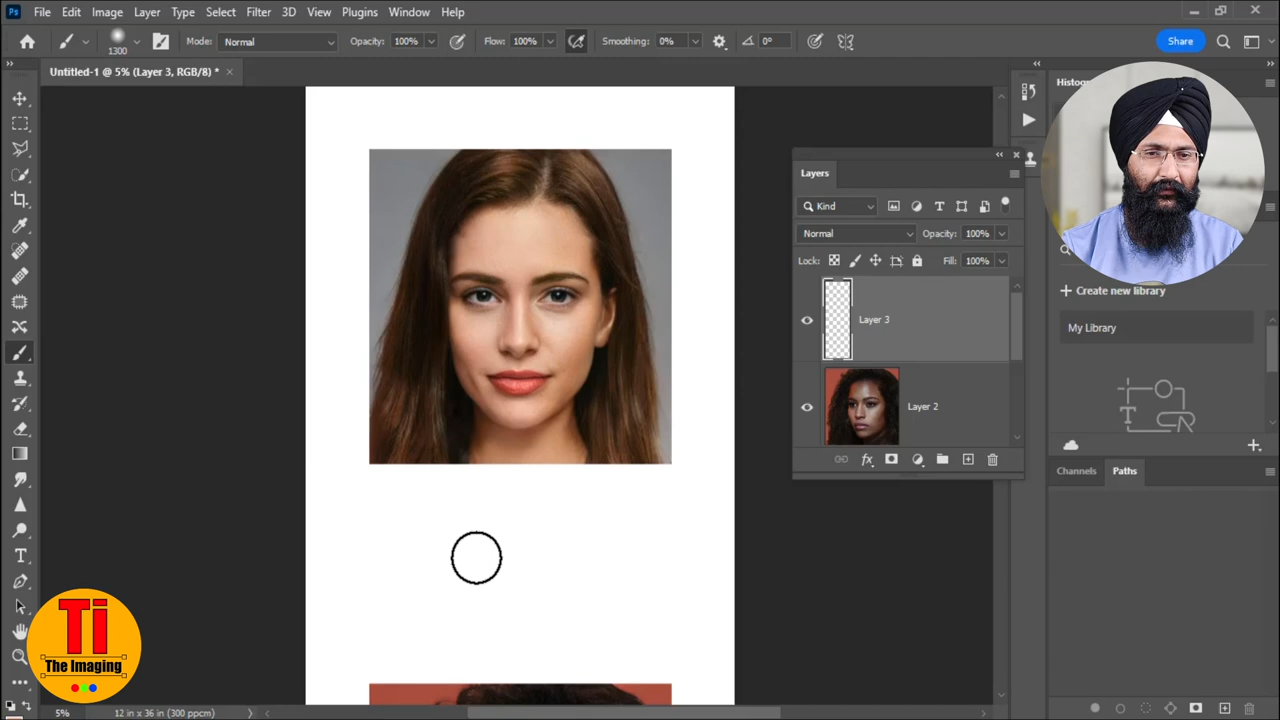 Ps File Edit Image Layer Type Select Filter 3D View Plugins Window Help
1300 Mode: Normal Opacity: 100% Flow: 100% Smoothing: 0% 0° Share
Untitled-1 @ 5% (Layer 3, RGB/8) *
Layers
Kind
Normal Opacity: 100%
Lock: Fill: 100%
Layer 3
Layer 2
Create new library
My Library
Channels Paths
Ti
The Imaging
5% 12 in x 36 in (300 ppcm)